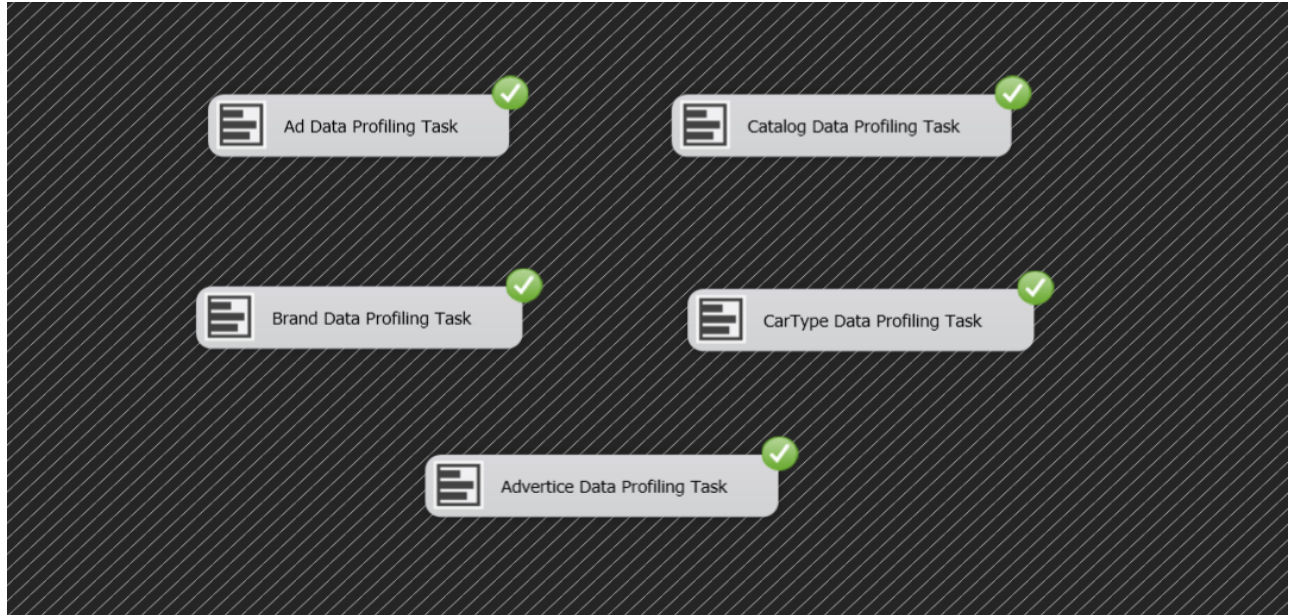 Ad Data Profiling Task
Catalog Data Profiling Task
Brand Data Profiling Task
CarType Data Profiling Task
Advertice Data Profiling Task